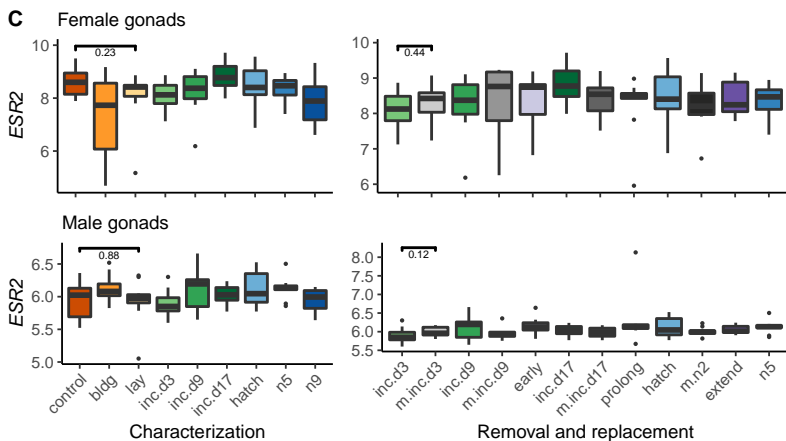 C
Female gonads
ESR2
10
8
6
0.23
10
9
8
7
6
0.44
Male gonads
ESR2
6.5
6.0
5.5
5.0
0.88
8.0
7.5
7.0
6.5
6.0
5.5
0.12
control
bldg
lay
inc.d3
inc.d9
inc.d17
hatch
n5
n9
inc.d3
m.inc.d3
inc.d9
m.inc.d9
early
inc.d17
m.inc.d17
prolong
hatch
m.n2
extend
n5
Characterization
Removal and replacement